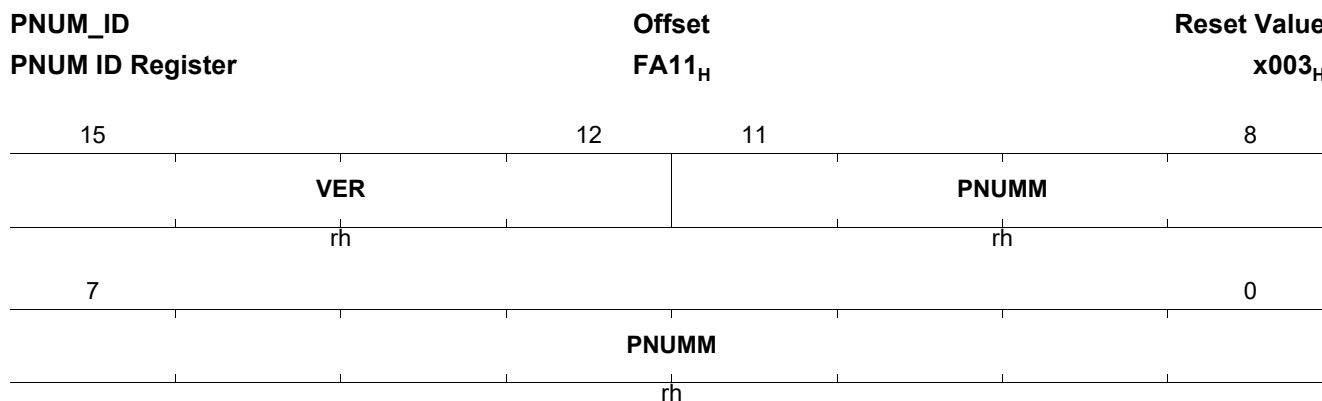 PNUM_ID Offset Reset Value
PNUM ID Register FA11H x003H
15 12 11 8
VER PNUMM
rh rh
7 0
PNUMM
rh